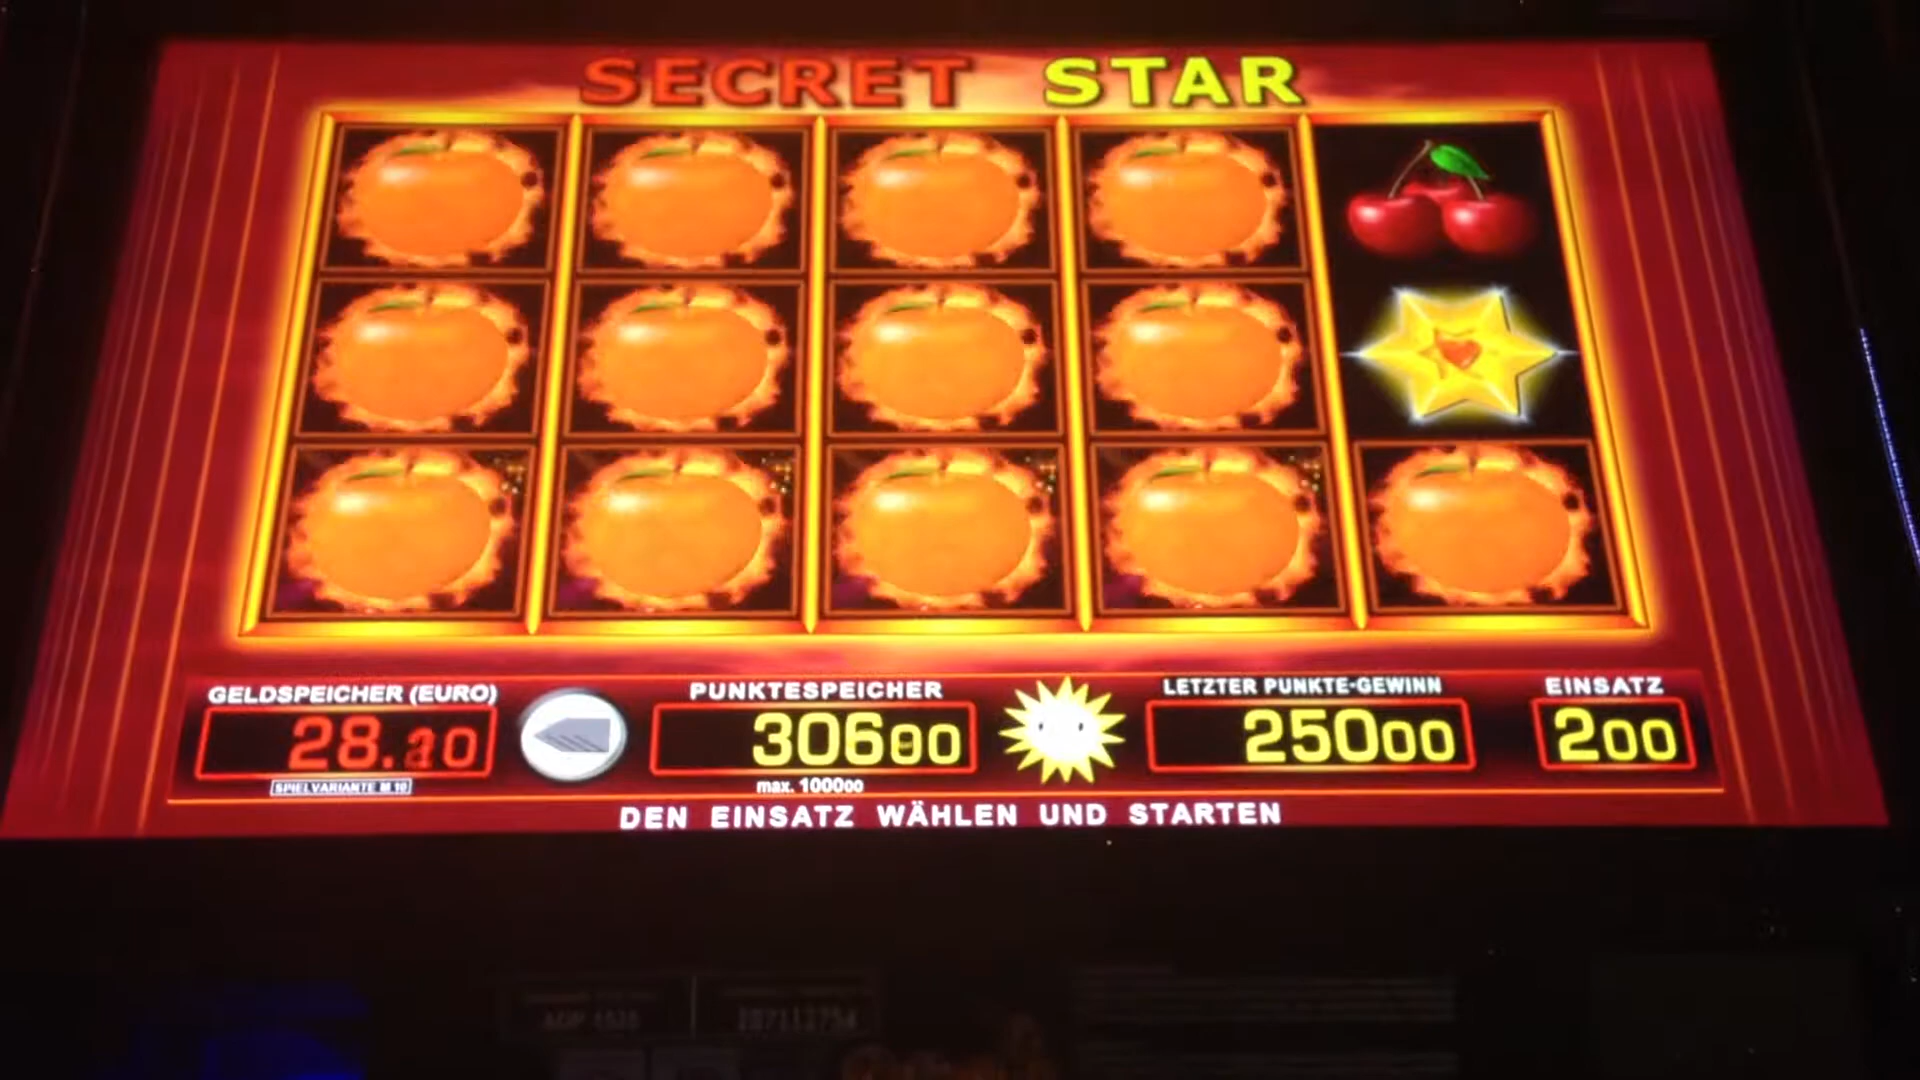 SECRET STAR
GELDSPEICHER (EURO)
PUNKTESPEICHER
LETZTER PUNKTE-GEWINN
EINSATZ
30600
25000
200
SPIELVARIANTE M 10
max. 100000
DEN EINSATZ WÄHLEN UND STARTEN